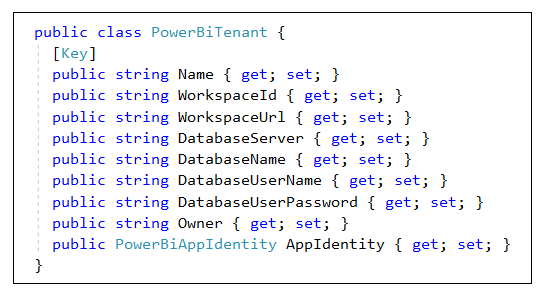 public class PowerBiTenant {
[Key]
public string Name { get; set; }
public string WorkspaceId { get; set; }
public string WorkspaceUrl { get; set; }
public string DatabaseServer { get; set; }
public string DatabaseName { get; set; }
public string DatabaseUserName { get; set; }
public string DatabaseUserPassword { get; set; }
public string Owner { get; set; }
public PowerBiAppIdentity AppIdentity { get; set; }
}